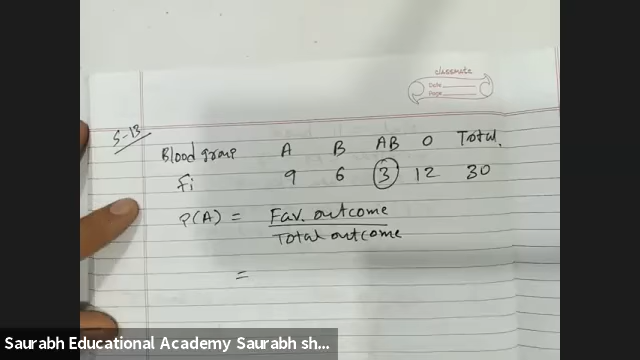 classmate
Date
Page
S-13
Blood group A B AB O Total.
fi 9 6 3 12 30
P(A) = Fav. outcome
Total outcome
=
Saurabh Educational Academy Saurabh sh...